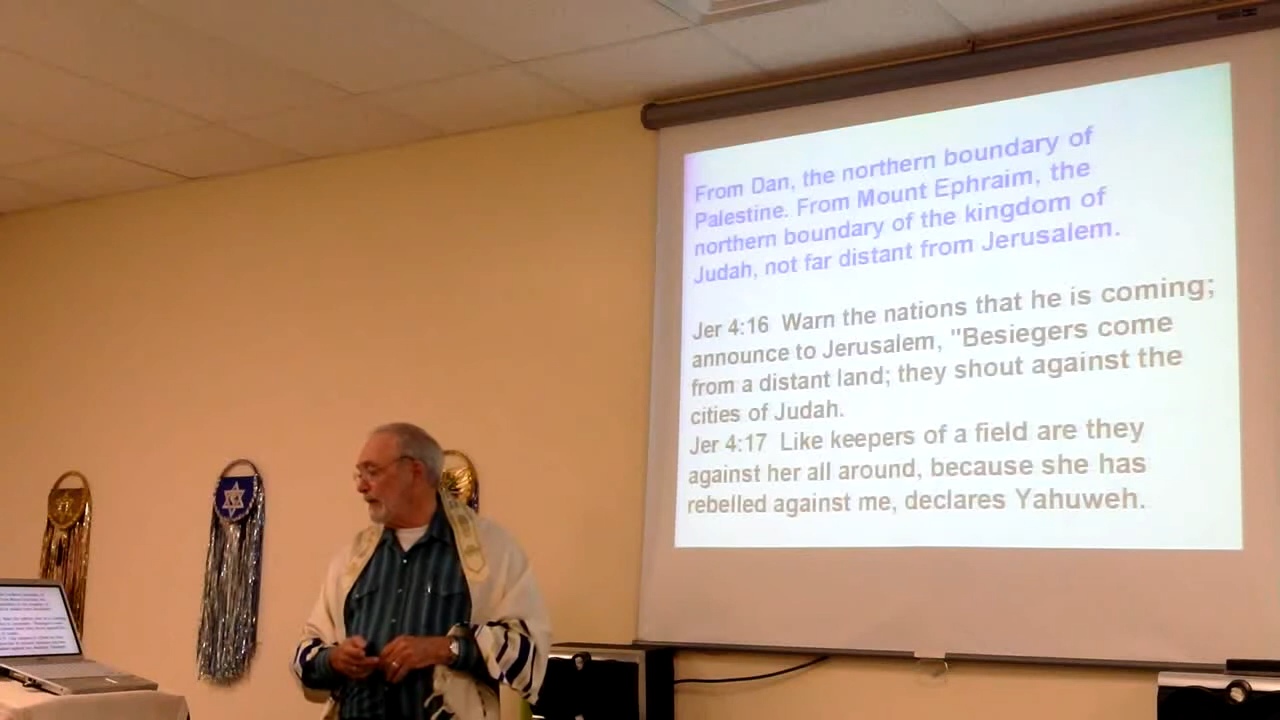 From Dan, the northern boundary of
Palestine. From Mount Ephraim, the
northern boundary of the kingdom of
Judah, not far distant from Jerusalem.
Jer 4:16 Warn the nations that he is coming;
announce to Jerusalem, "Besiegers come
from a distant land; they shout against the
cities of Judah.
Jer 4:17 Like keepers of a field are they
against her all around, because she has
rebelled against me, declares Yahuweh.